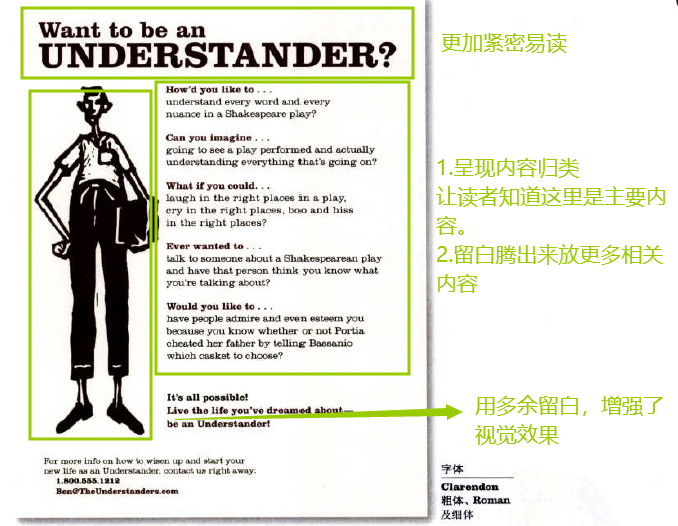 Want to be an
UNDERSTANDER?
更加紧密易读
How'd you like to . . .
understand every word and every
nuance in a Shakespeare play?
Can you imagine . . .
going to see a play performed and actually
understanding everything that's going on?
What if you could. . .
laugh in the right places in a play,
cry in the right places, boo and hiss
in the right places?
Ever wanted to . . .
talk to someone about a Shakespearean play
and have that person think you know what
you're talking about?
Would you like to . . .
have people admire and even esteem you
because you know whether or not Portia
cheated her father by telling Bassanio
which casket to choose?
1.呈现内容归类
让读者知道这里是主要内
容。
2.留白腾出来放更多相关
内容
It's all possible!
Live the life you've dreamed about—
be an Understander!
用多余留白，增强了
视觉效果
For more info on how to wisen up and start your
new life as an Understander, contact us right away:
1.800.555.1212
Ben@TheUnderstanders.com
字体
Clarendon
粗体、Roman
及细体